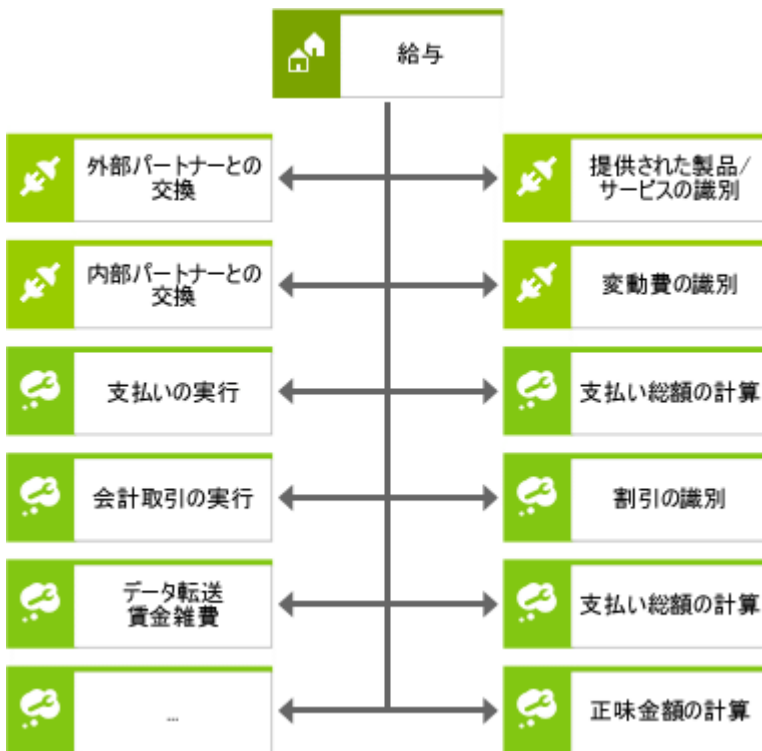 給与
外部パートナーとの
交換
提供された製品/
サービスの識別
内部パートナーとの
交換
変動費の識別
支払いの実行
支払い総額の計算
会計取引の実行
割引の識別
データ転送
賃金雑費
支払い総額の計算
...
正味金額の計算